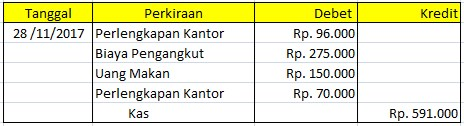 Tanggal Perkiraan Debet Kredit
28 /11/2017 Perlengkapan Kantor Rp. 96.000
Biaya Pengangkut Rp. 275.000
Uang Makan Rp. 150.000
Perlengkapan Kantor Rp. 70.000
Kas Rp. 591.000